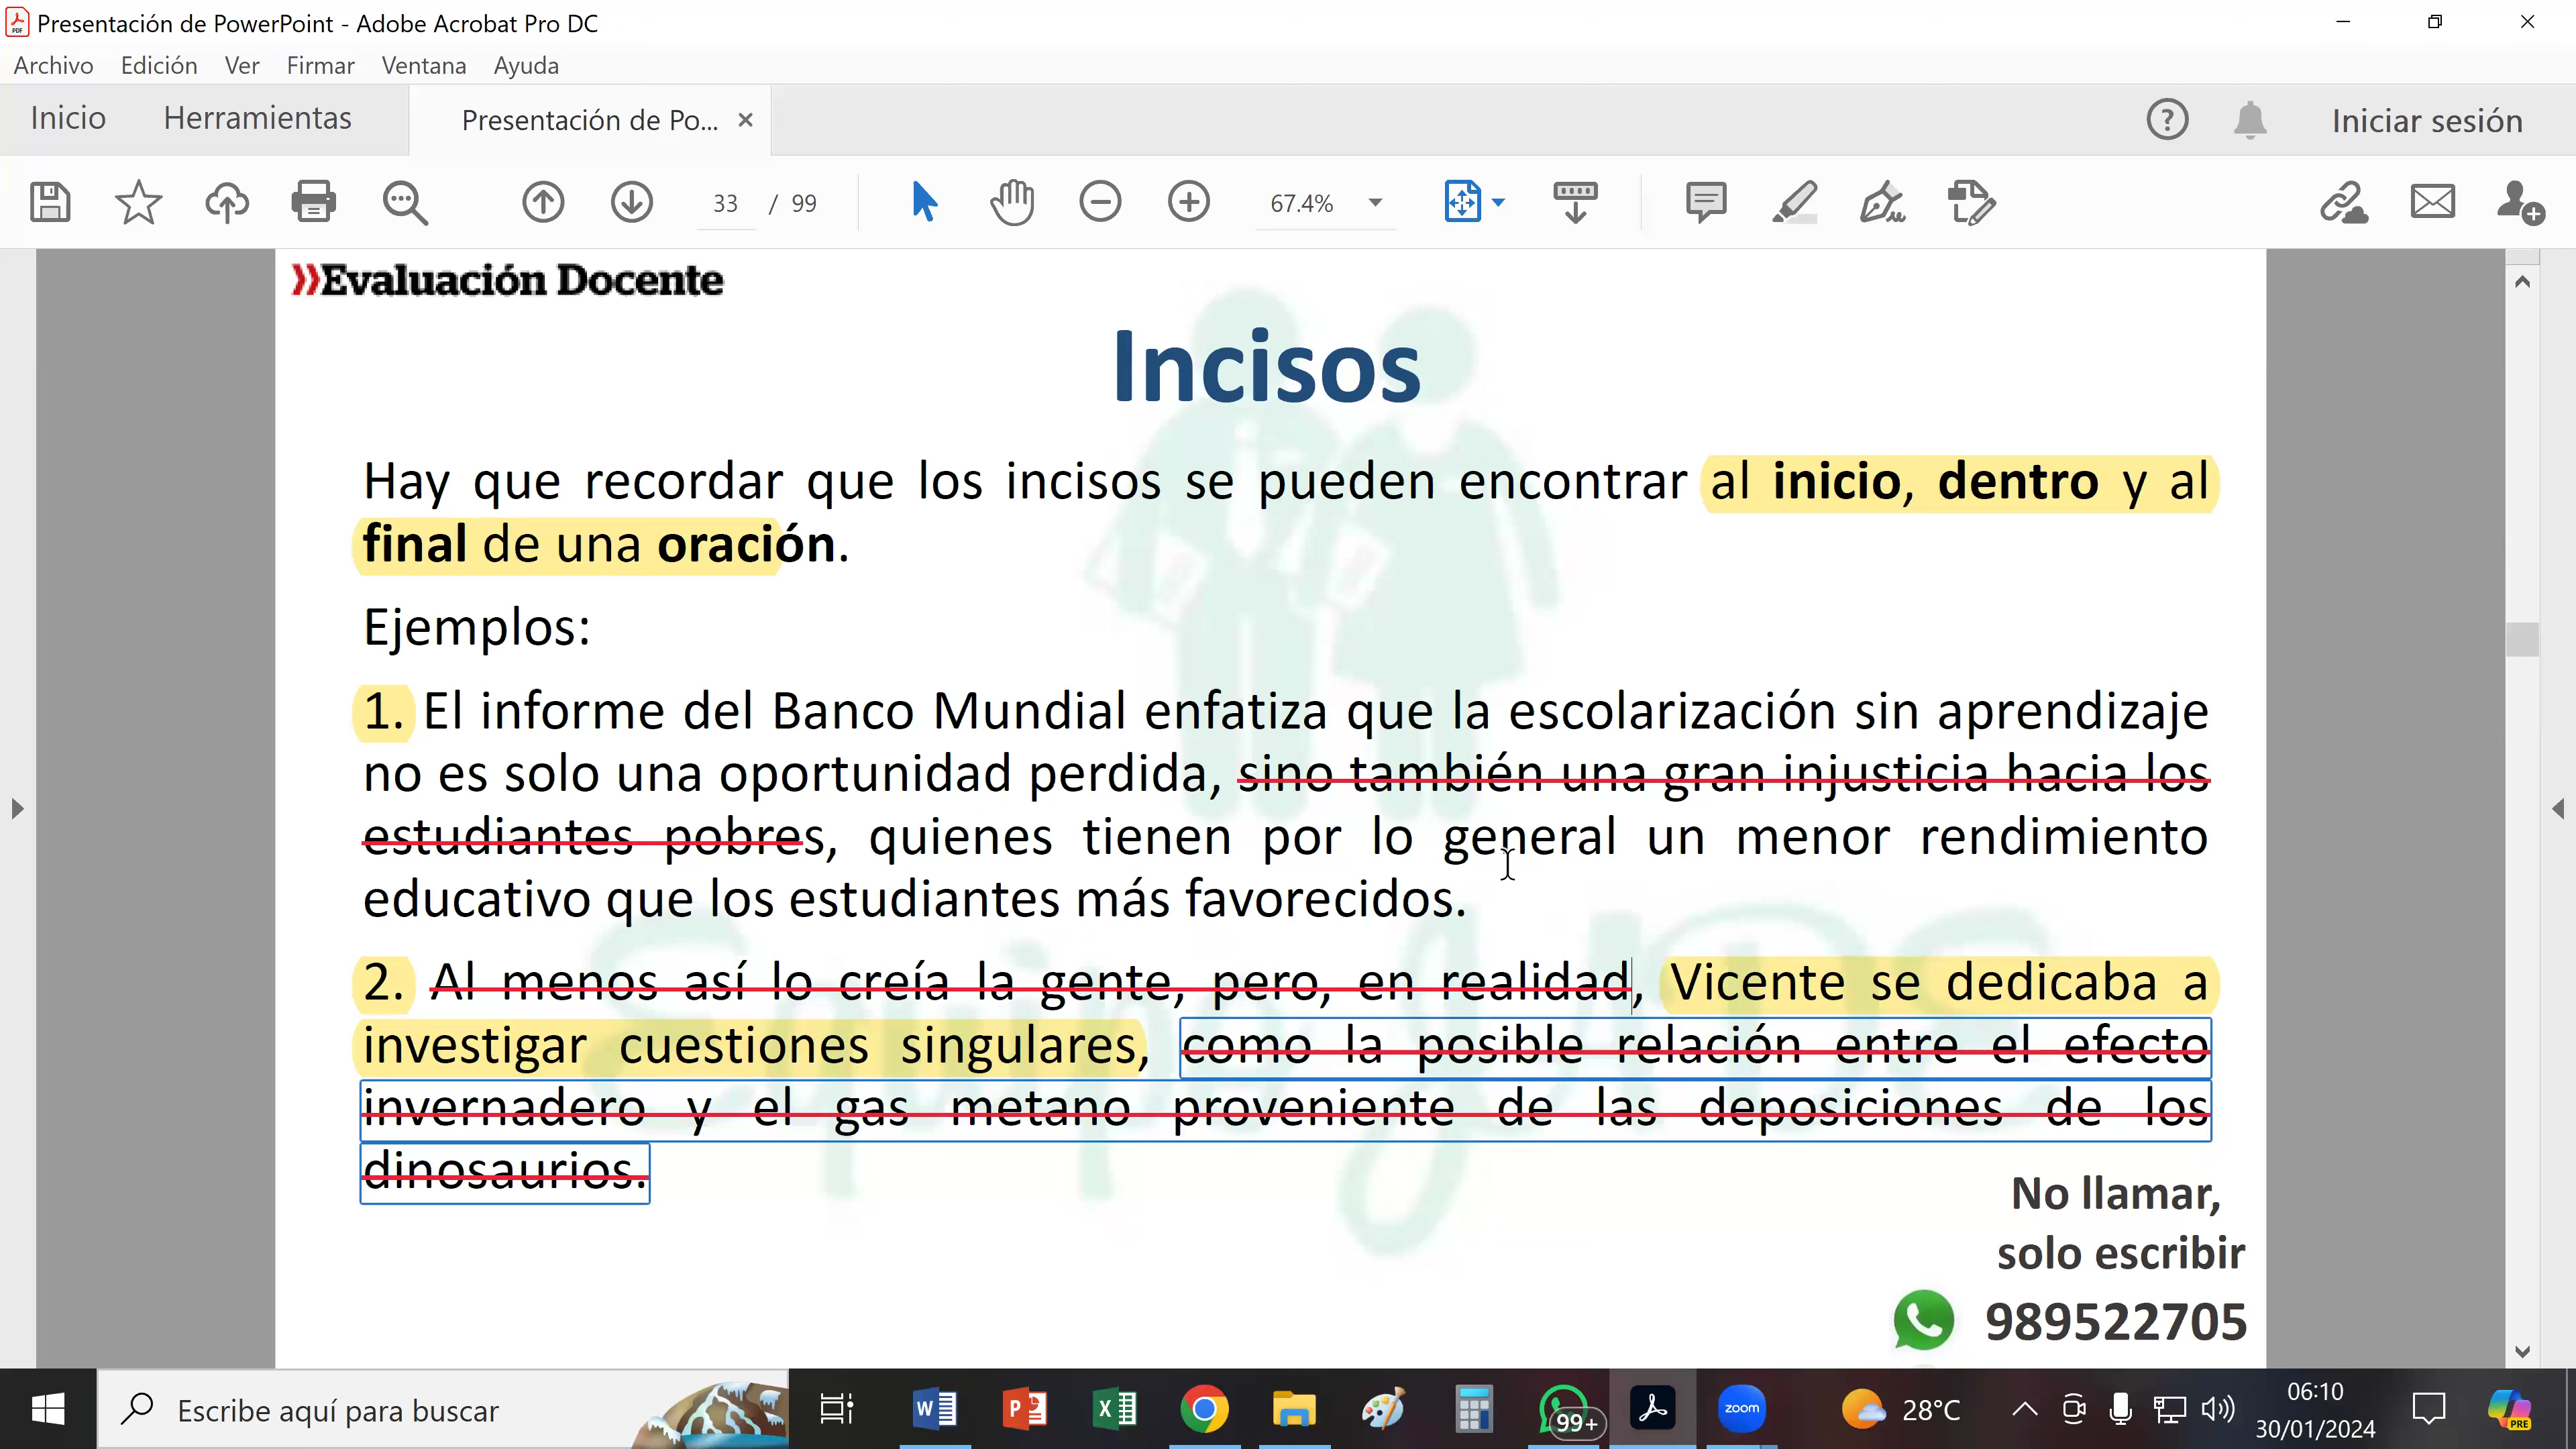 Presentación de PowerPoint - Adobe Acrobat Pro DC
Archivo Edición Ver Firmar Ventana Ayuda
Inicio Herramientas Presentación de Po... × Iniciar sesión
33 / 99 67.4%
»Evaluación Docente
Incisos
Hay que recordar que los incisos se pueden encontrar al inicio, dentro y al
final de una oración.
Ejemplos:
1. El informe del Banco Mundial enfatiza que la escolarización sin aprendizaje
no es solo una oportunidad perdida, sino también una gran injusticia hacia los
estudiantes pobres, quienes tienen por lo general un menor rendimiento
educativo que los estudiantes más favorecidos.
2. Al menos así lo creía la gente, pero, en realidad, Vicente se dedicaba a
investigar cuestiones singulares, como la posible relación entre el efecto
invernadero y el gas metano proveniente de las deposiciones de los
dinosaurios.
Equipo JMDC
No llamar,
solo escribir
989522705
Escribe aquí para buscar
99+
zoom
28°C
06:10
30/01/2024
PRE